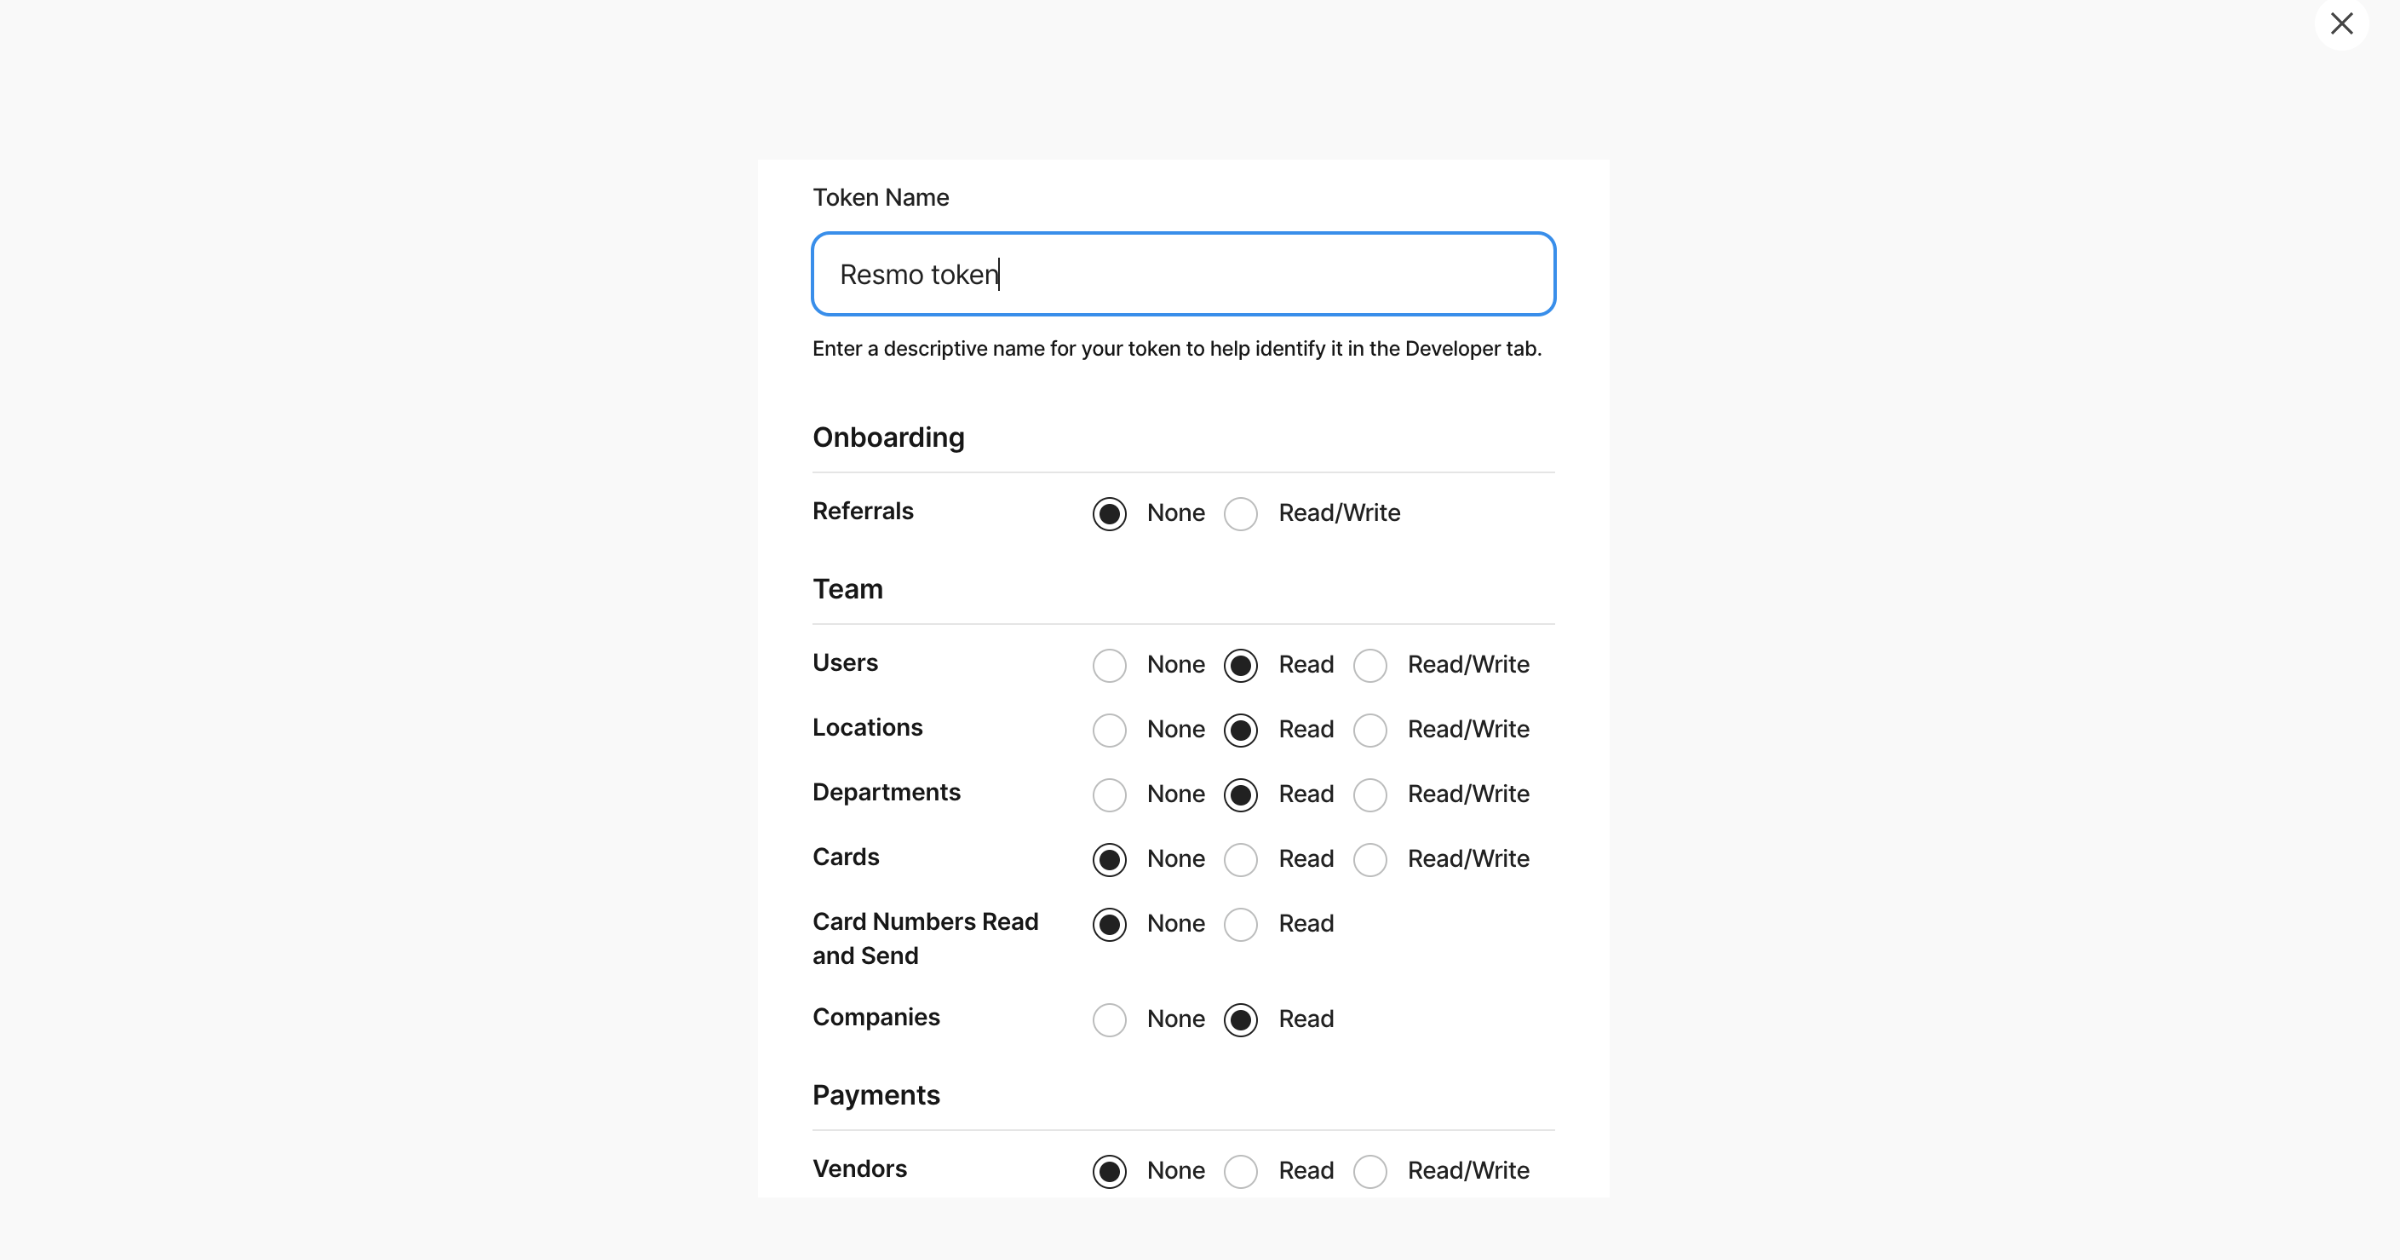 Token Name
Resmo token
Enter a descriptive name for your token to help identify it in the Developer tab.
Onboarding
Referrals None Read/Write
Team
Users None Read Read/Write
Locations None Read Read/Write
Departments None Read Read/Write
Cards None Read Read/Write
Card Numbers Read None Read
and Send
Companies None Read
Payments
Vendors None Read Read/Write